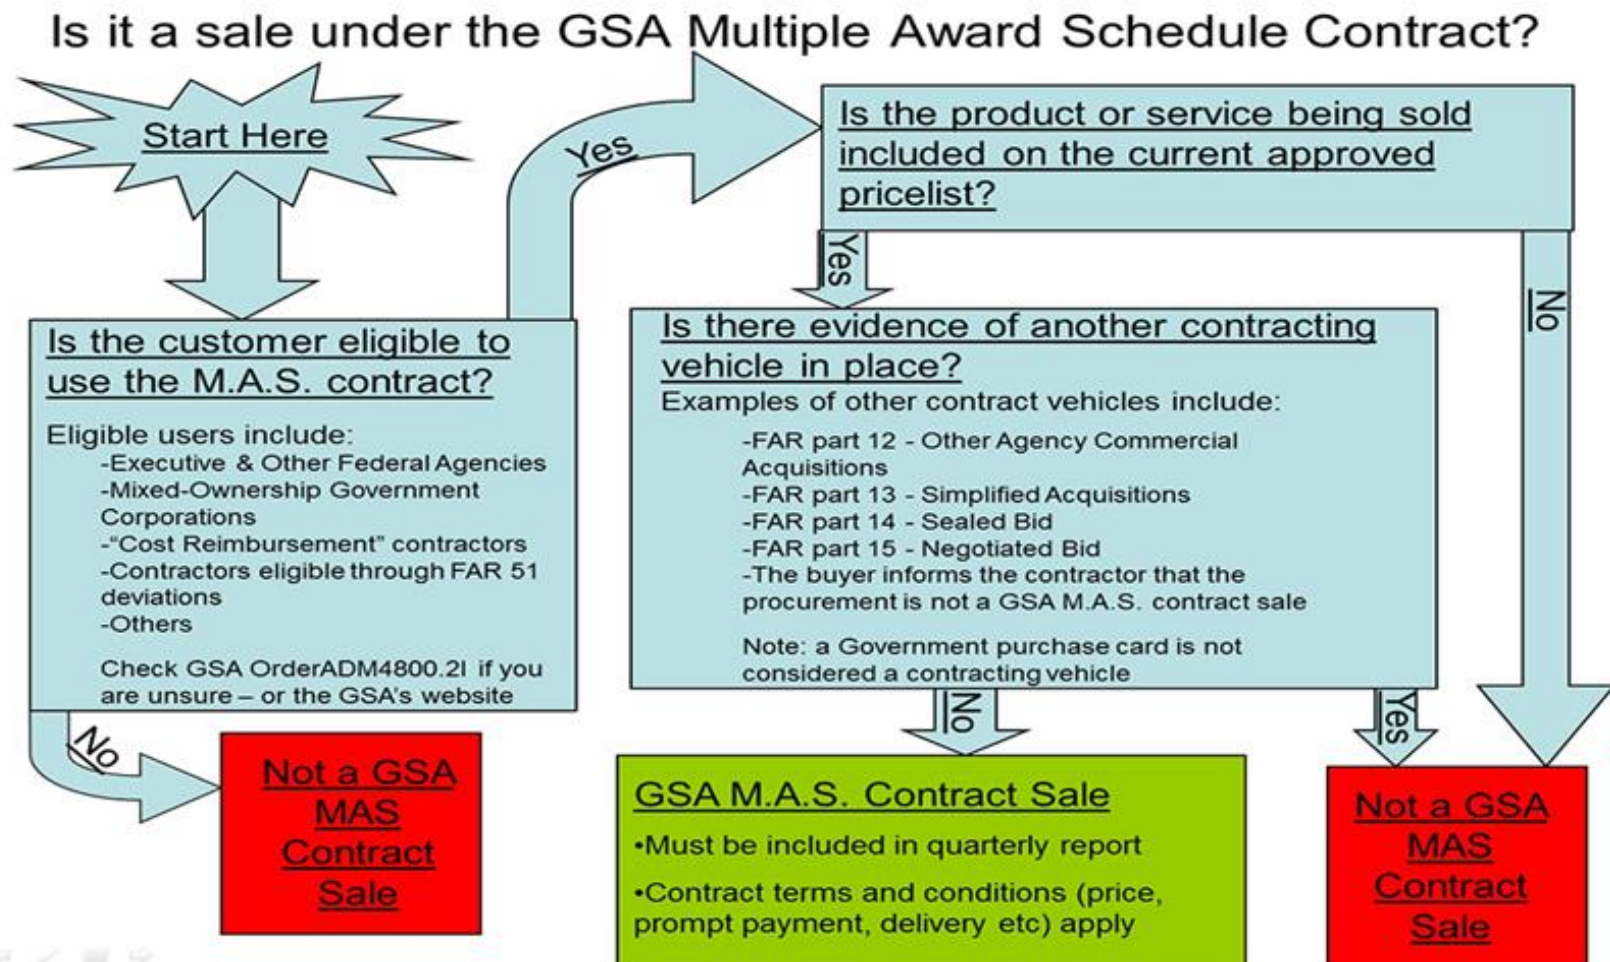 Is it a sale under the GSA Multiple Award Schedule Contract?
Start Here
Is the customer eligible to
use the M.A.S. contract?
Eligible users include:
-Executive & Other Federal Agencies
-Mixed-Ownership Government
Corporations
-“Cost Reimbursement” contractors
-Contractors eligible through FAR 51
deviations
-Others
Check GSA OrderADM4800.2I if you
are unsure – or the GSA's website
No
Not a GSA
MAS
Contract
Sale
Yes
Is the product or service being sold
included on the current approved
pricelist?
Yes
No
Is there evidence of another contracting
vehicle in place?
Examples of other contract vehicles include:
-FAR part 12 - Other Agency Commercial
Acquisitions
-FAR part 13 - Simplified Acquisitions
-FAR part 14 - Sealed Bid
-FAR part 15 - Negotiated Bid
-The buyer informs the contractor that the
procurement is not a GSA M.A.S. contract sale
Note: a Government purchase card is not
considered a contracting vehicle
No
Yes
GSA M.A.S. Contract Sale
•Must be included in quarterly report
•Contract terms and conditions (price,
prompt payment, delivery etc) apply
Not a GSA
MAS
Contract
Sale